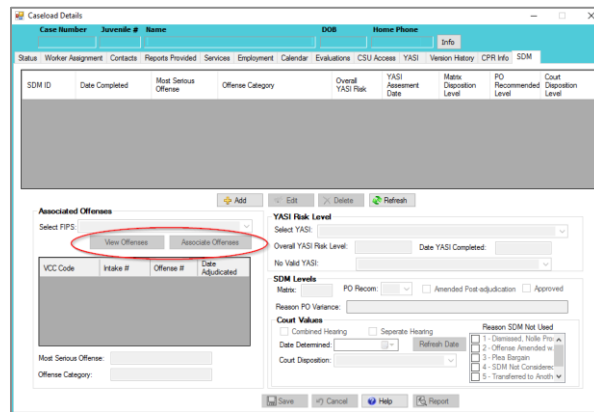 Caseload Details
Case Number Juvenile # Name DOB Home Phone
Info
Status Worker Assignment Contacts Reports Provided Services Employment Calendar Evaluations CSU Access YASI Version History CPR Info SDM
SDM ID Date Completed Most Serious Offense Offense Category Overall YASI Risk YASI Assesment Date Matrix Disposition Level PO Recommended Level Court Disposition Level
Add Edit Delete Refresh
Associated Offenses
Select FIPS:
View Offenses Associate Offenses
VCC Code Intake # Offense # Date Adjudicated
Most Serious Offense:
Offense Category:
YASI Risk Level
Select YASI:
Overall YASI Risk Level: Date YASI Completed:
No Valid YASI:
SDM Levels
Matrix: PO Recom: Amended Post-adjudication Approved
Reason PO Variance:
Court Values
Combined Hearing Seperate Hearing
Date Determined: Refresh Date
Court Disposition:
Reason SDM Not Used
1 - Dismissed, Nolle Pro
2 - Offense Amended w.
3 - Plea Bargain
4 - SDM Not Considered
5 - Transferred to Anoth
Save Cancel Help Report